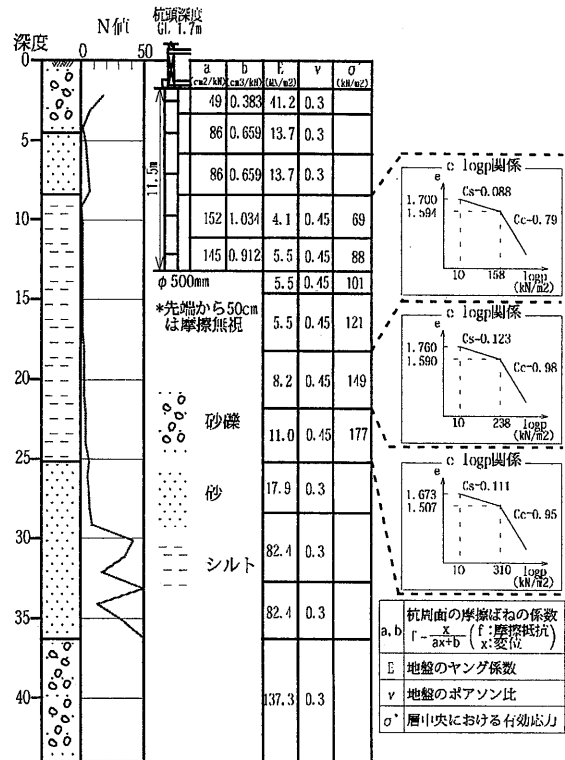 杭頭深度
GL 1.7m
N値
深度
0
50
0
5
10
15
20
25
30
35
40
a
(cm2/kN)
b
(cm3/kN)
E
(MN/m2)
ν
σ'
(kN/m2)
49 0.383 41.2 0.3
86 0.659 13.7 0.3
86 0.659 13.7 0.3
152 1.034 4.1 0.45 69
145 0.912 5.5 0.45 88
5.5 0.45 101
5.5 0.45 121
8.2 0.45 149
11.0 0.45 177
17.9 0.3
82.4 0.3
82.4 0.3
137.3 0.3
11.5m
φ500mm
*先端から50cm
は摩擦無視
砂礫
砂
シルト
e logp関係
e
1.700
1.594
Cs=0.088
Cc=0.79
10 158 logp
(kN/m2)
e logp関係
e
1.760
1.590
Cs=0.123
Cc=0.98
10 238 logp
(kN/m2)
e logp関係
e
1.673
1.507
Cs=0.111
Cc=0.95
10 310 logp
(kN/m2)
a, b
杭周面の摩擦ばねの係数
f=x/ax+b (f:摩擦抵抗
x:変位)
E 地盤のヤング係数
ν 地盤のポアソン比
σ' 層中央における有効応力